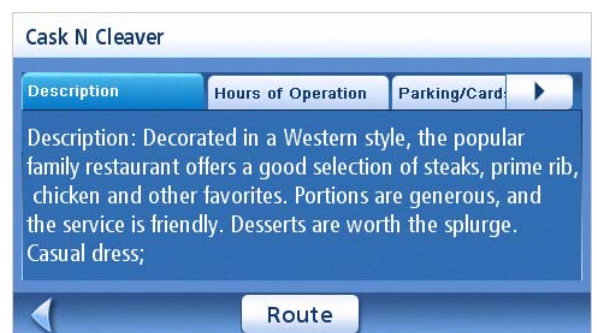 Cask N Cleaver
Description Hours of Operation Parking/Card
Description: Decorated in a Western style, the popular
family restaurant offers a good selection of steaks, prime rib,
chicken and other favorites. Portions are generous, and
the service is friendly. Desserts are worth the splurge.
Casual dress;
Route